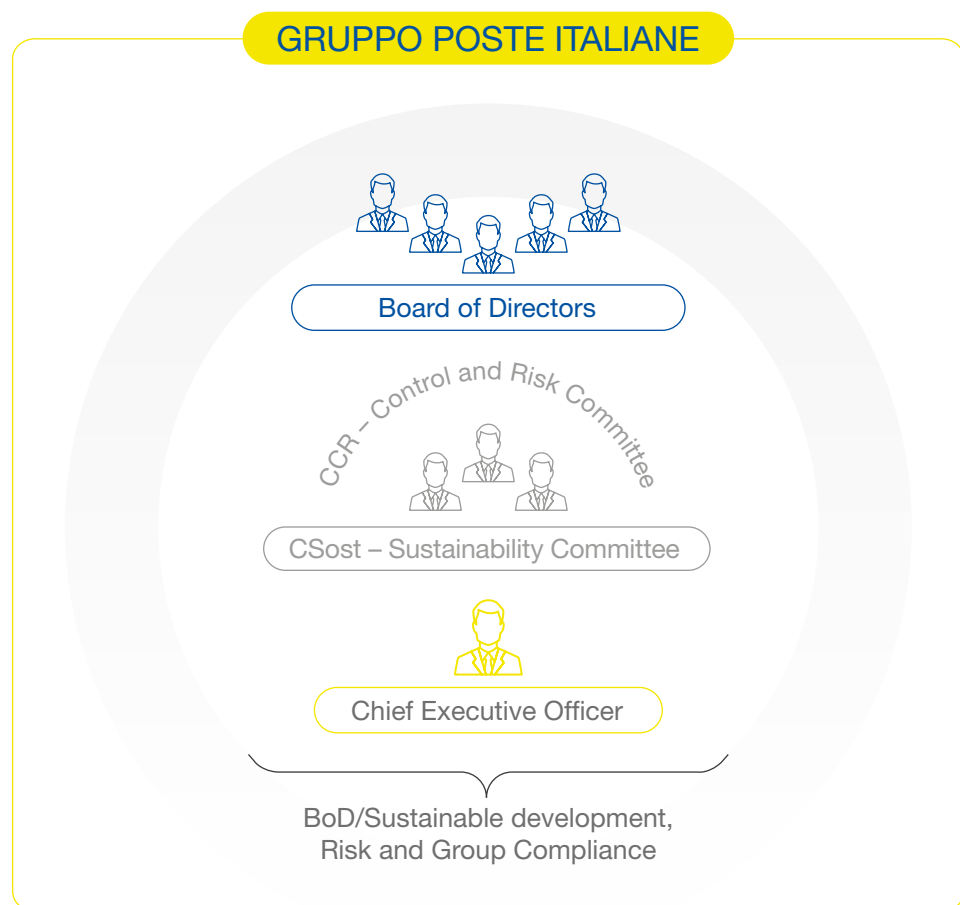 GRUPPO POSTE ITALIANE
Board of Directors
CCR – Control and Risk Committee
CSost – Sustainability Committee
Chief Executive Officer
BoD/Sustainable development,
Risk and Group Compliance